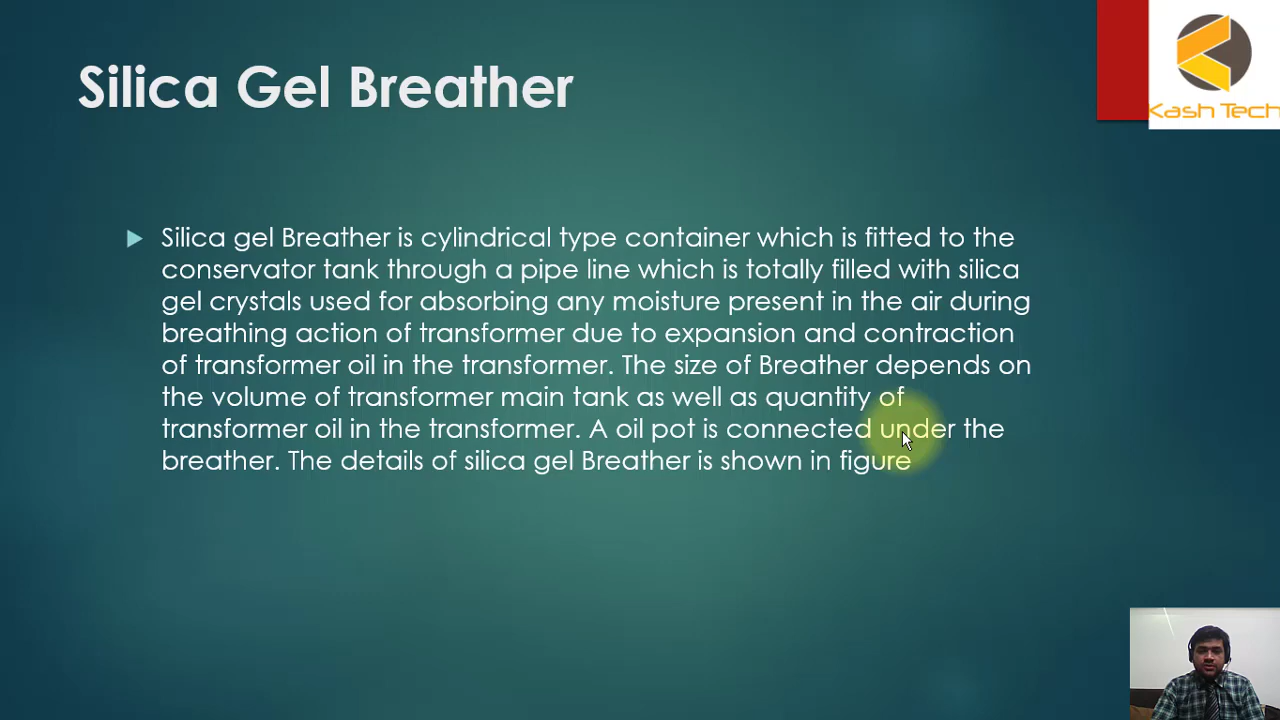 Silica Gel Breather
Kash Tech
Silica gel Breather is cylindrical type container which is fitted to the
conservator tank through a pipe line which is totally filled with silica
gel crystals used for absorbing any moisture present in the air during
breathing action of transformer due to expansion and contraction
of transformer oil in the transformer. The size of Breather depends on
the volume of transformer main tank as well as quantity of
transformer oil in the transformer. A oil pot is connected under the
breather. The details of silica gel Breather is shown in figure